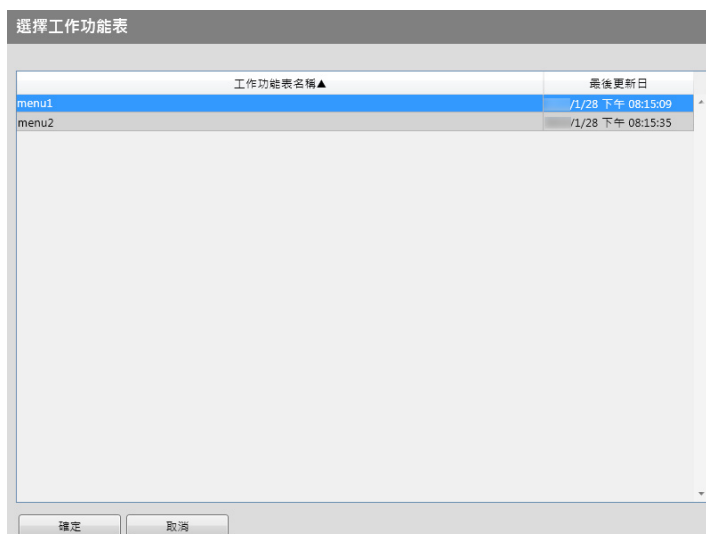 選擇工作功能表
工作功能表名稱▲ 最後更新日
menu1 /1/28 下午 08:15:09
menu2 /1/28 下午 08:15:35
確定 取消